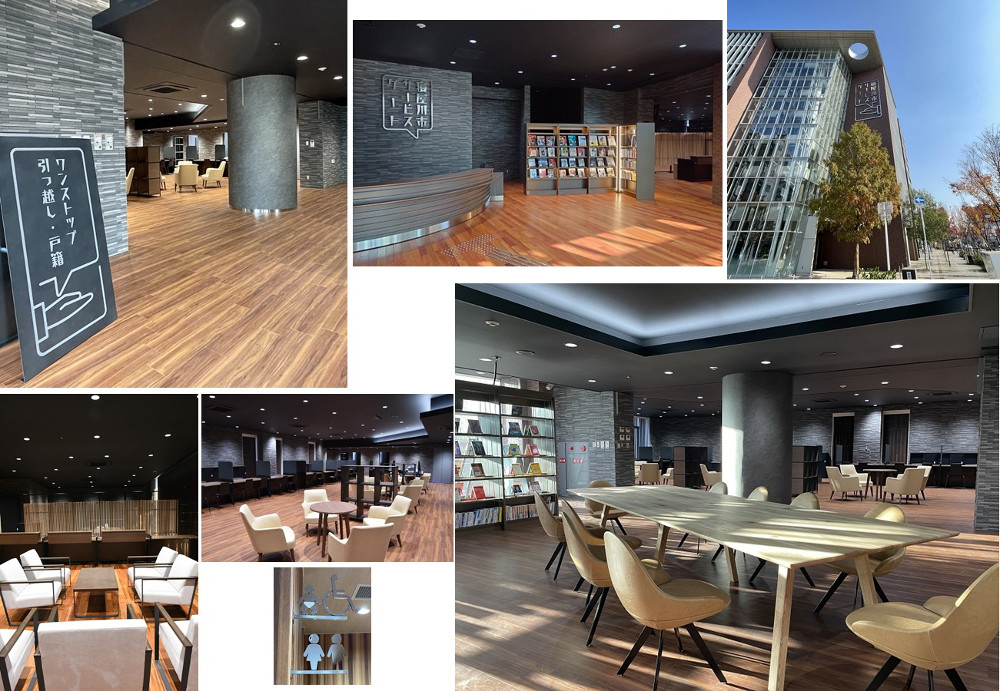 ワンストップ
引っ越し・戸籍
寝屋川市
サービス
ゲート
寝屋川市
サービス
ゲート